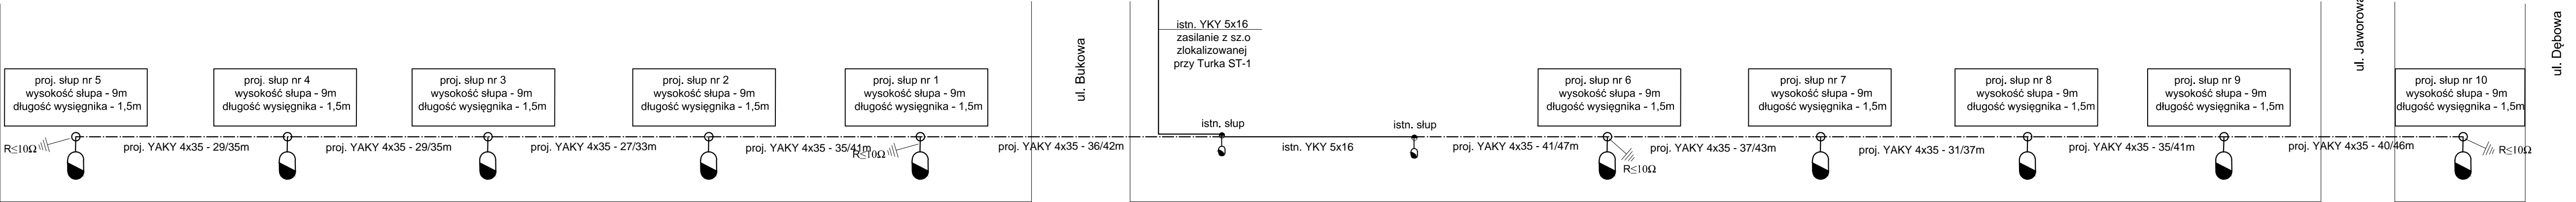 proj. słup nr 5
wysokość słupa - 9m
długość wysięgnika - 1,5m
proj. słup nr 4
wysokość słupa - 9m
długość wysięgnika - 1,5m
proj. słup nr 3
wysokość słupa - 9m
długość wysięgnika - 1,5m
proj. słup nr 2
wysokość słupa - 9m
długość wysięgnika - 1,5m
proj. słup nr 1
wysokość słupa - 9m
długość wysięgnika - 1,5m
ul. Bukowa
istn. YKY 5x16
zasilanie z sz.o
zlokalizowanej
przy Turka ST-1
proj. słup nr 6
wysokość słupa - 9m
długość wysięgnika - 1,5m
proj. słup nr 7
wysokość słupa - 9m
długość wysięgnika - 1,5m
proj. słup nr 8
wysokość słupa - 9m
długość wysięgnika - 1,5m
proj. słup nr 9
wysokość słupa - 9m
długość wysięgnika - 1,5m
ul. Jaworowa
proj. słup nr 10
wysokość słupa - 9m
długość wysięgnika - 1,5m
ul. Dębowa
R≤10Ω
proj. YAKY 4x35 - 29/35m
proj. YAKY 4x35 - 29/35m
proj. YAKY 4x35 - 27/33m
proj. YAKY 4x35 - 35/41m
R≤10Ω
proj. YAKY 4x35 - 36/42m
istn. słup
istn. YKY 5x16
istn. słup
proj. YAKY 4x35 - 41/47m
R≤10Ω
proj. YAKY 4x35 - 37/43m
proj. YAKY 4x35 - 31/37m
proj. YAKY 4x35 - 35/41m
proj. YAKY 4x35 - 40/46m
R≤10Ω